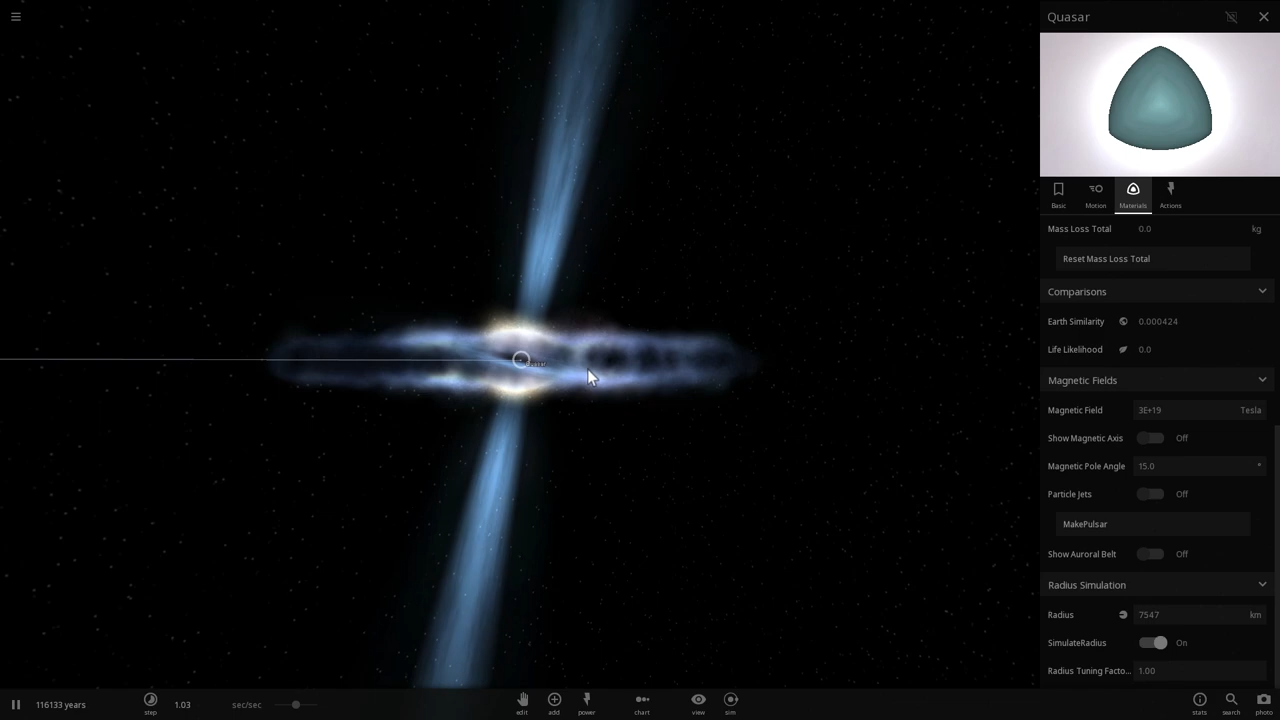 Quasar
Basic Motion Materials Actions
Mass Loss Total 0.0 kg
Reset Mass Loss Total
Comparisons
Earth Similarity 0.000424
Life Likelihood 0.0
Magnetic Fields
Magnetic Field 3E+19 Tesla
Show Magnetic Axis Off
Magnetic Pole Angle 15.0 °
Particle Jets Off
MakePulsar
Show Auroral Belt Off
Radius Simulation
Radius 7547 km
SimulateRadius On
Radius Tuning Facto... 1.00
Quasar
116133 years step 1.03 sec/sec edit add power chart view sim stats search photo